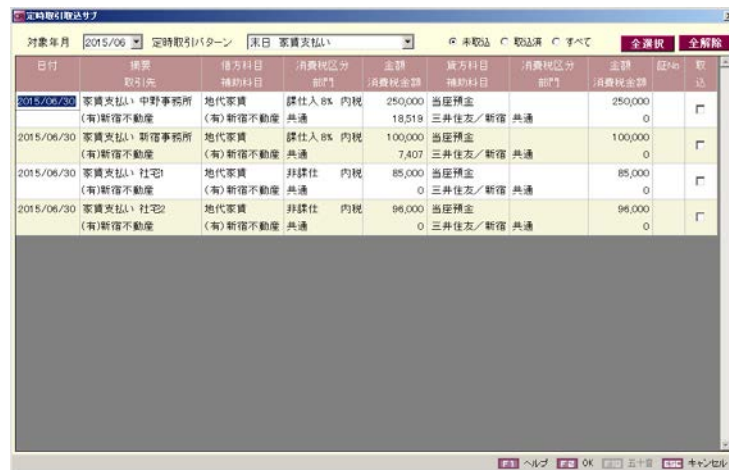 定時取引取込サブ
対象年月 2015/06 定時取引パターン 末日 家賃支払い 未取込 取込済 すべて 全選択 全解除
日付 摘要 借方科目 消費税区分 金額 貸方科目 消費税区分 金額 証No 取
取引先 補助科目 部門 消費税金額 補助科目 部門 消費税金額 込
2015/06/30 家賃支払い 中野事務所 地代家賃 課仕入8% 内税 250,000 当座預金 250,000
(有)新宿不動産 (有)新宿不動産 共通 18,519 三井住友/新宿 共通 0
2015/06/30 家賃支払い 新宿事務所 地代家賃 課仕入8% 内税 100,000 当座預金 100,000
(有)新宿不動産 (有)新宿不動産 共通 7,407 三井住友/新宿 共通 0
2015/06/30 家賃支払い 社宅1 地代家賃 非課仕 内税 85,000 当座預金 85,000
(有)新宿不動産 (有)新宿不動産 共通 0 三井住友/新宿 共通 0
2015/06/30 家賃支払い 社宅2 地代家賃 非課仕 内税 96,000 当座預金 96,000
(有)新宿不動産 (有)新宿不動産 共通 0 三井住友/新宿 共通 0
ヘルプ OK 五十音 キャンセル